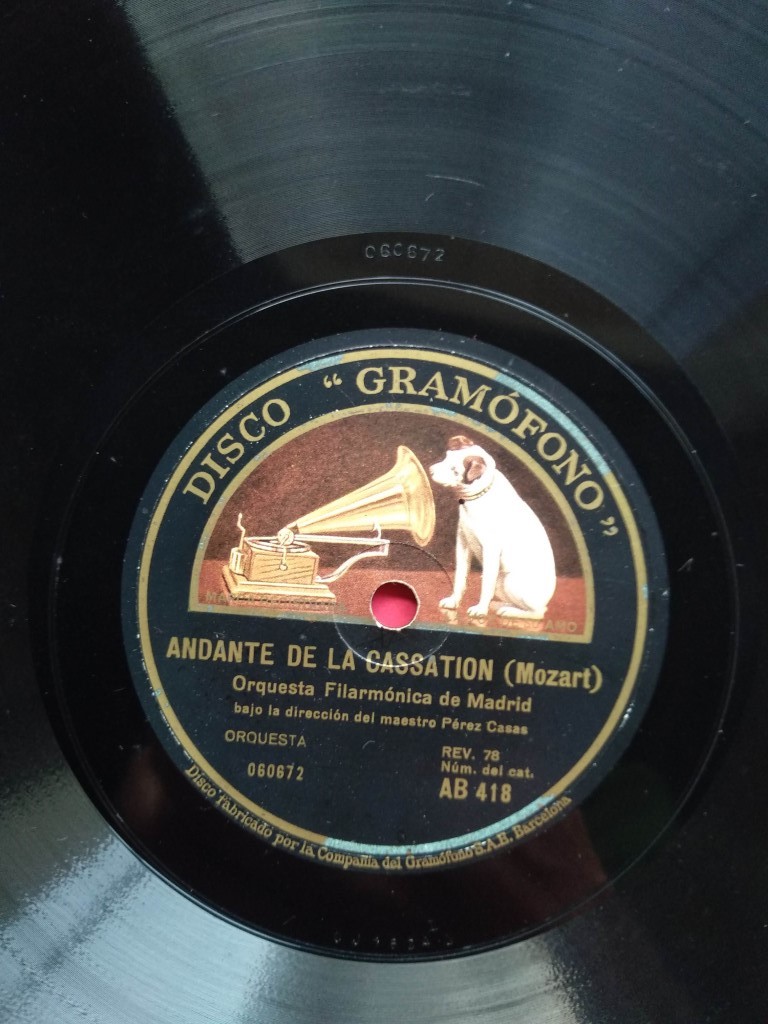 060672
DISCO “GRAMÓFONO”
ANDANTE DE LA CASSATION (Mozart)
Orquesta Filarmónica de Madrid
bajo la dirección del maestro Pérez Casas
ORQUESTA
REV. 78
060672
Núm. del cat.
AB 418
Disco fabricado por la Compañía del Gramófono S.A.E. Barcelona